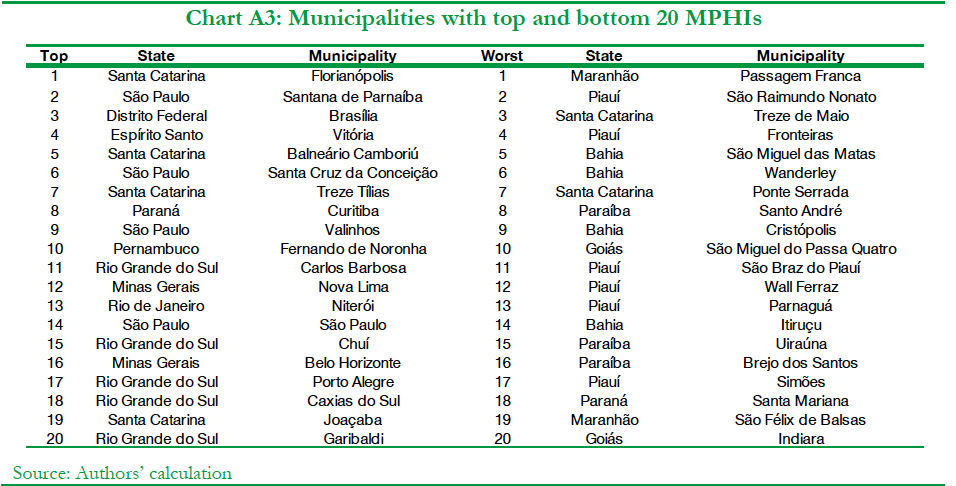 Chart A3: Municipalities with top and bottom 20 MPHIs
Top State Municipality Worst State Municipality
1 Santa Catarina Florianópolis 1 Maranhão Passagem Franca
2 São Paulo Santana de Parnaíba 2 Piauí São Raimundo Nonato
3 Distrito Federal Brasília 3 Santa Catarina Treze de Maio
4 Espírito Santo Vitória 4 Piauí Fronteiras
5 Santa Catarina Balneário Camboriú 5 Bahia São Miguel das Matas
6 São Paulo Santa Cruz da Conceição 6 Bahia Wanderley
7 Santa Catarina Treze Tílias 7 Santa Catarina Ponte Serrada
8 Paraná Curitiba 8 Paraíba Santo André
9 São Paulo Valinhos 9 Bahia Cristópolis
10 Pernambuco Fernando de Noronha 10 Goiás São Miguel do Passa Quatro
11 Rio Grande do Sul Carlos Barbosa 11 Piauí São Braz do Piauí
12 Minas Gerais Nova Lima 12 Piauí Wall Ferraz
13 Rio de Janeiro Niterói 13 Piauí Parnaguá
14 São Paulo São Paulo 14 Bahia Itiruçu
15 Rio Grande do Sul Chuí 15 Paraíba Uiraúna
16 Minas Gerais Belo Horizonte 16 Paraíba Brejo dos Santos
17 Rio Grande do Sul Porto Alegre 17 Piauí Simões
18 Rio Grande do Sul Caxias do Sul 18 Paraná Santa Mariana
19 Santa Catarina Joaçaba 19 Maranhão São Félix de Balsas
20 Rio Grande do Sul Garibaldi 20 Goiás Indiara
Source: Authors' calculation